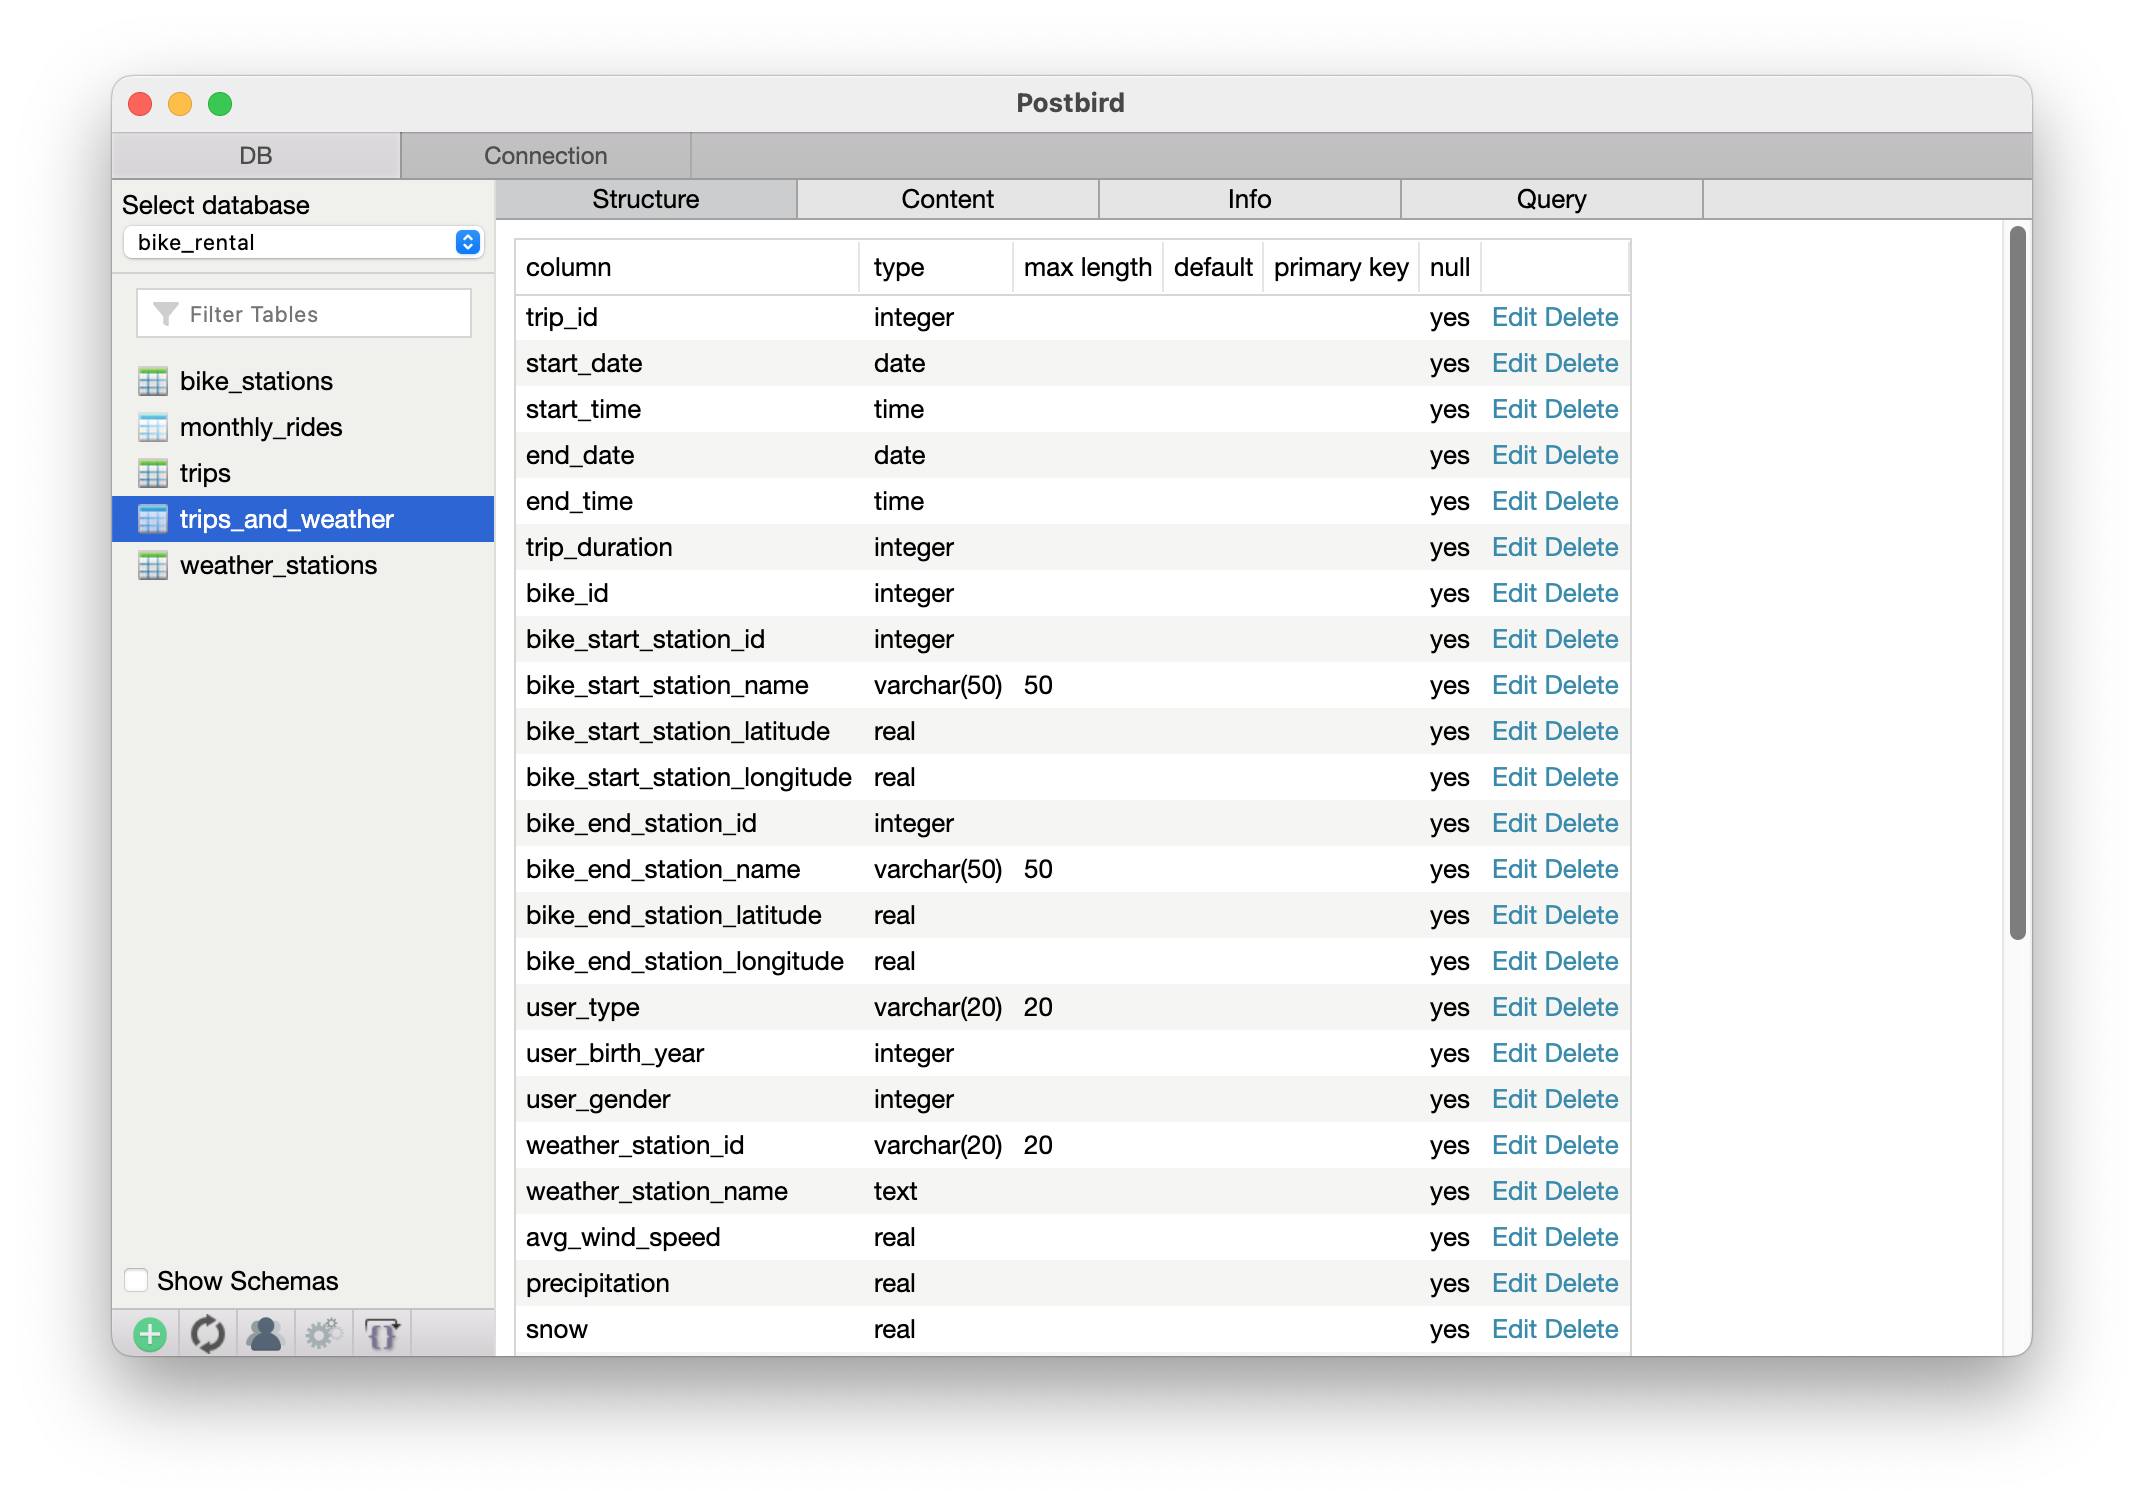 Postbird
DB Connection
Select database
bike_rental
Filter Tables
bike_stations
monthly_rides
trips
trips_and_weather
weather_stations
Show Schemas
Structure Content Info Query
column type max length default primary key null
trip_id integer yes Edit Delete
start_date date yes Edit Delete
start_time time yes Edit Delete
end_date date yes Edit Delete
end_time time yes Edit Delete
trip_duration integer yes Edit Delete
bike_id integer yes Edit Delete
bike_start_station_id integer yes Edit Delete
bike_start_station_name varchar(50) 50 yes Edit Delete
bike_start_station_latitude real yes Edit Delete
bike_start_station_longitude real yes Edit Delete
bike_end_station_id integer yes Edit Delete
bike_end_station_name varchar(50) 50 yes Edit Delete
bike_end_station_latitude real yes Edit Delete
bike_end_station_longitude real yes Edit Delete
user_type varchar(20) 20 yes Edit Delete
user_birth_year integer yes Edit Delete
user_gender integer yes Edit Delete
weather_station_id varchar(20) 20 yes Edit Delete
weather_station_name text yes Edit Delete
avg_wind_speed real yes Edit Delete
precipitation real yes Edit Delete
snow real yes Edit Delete